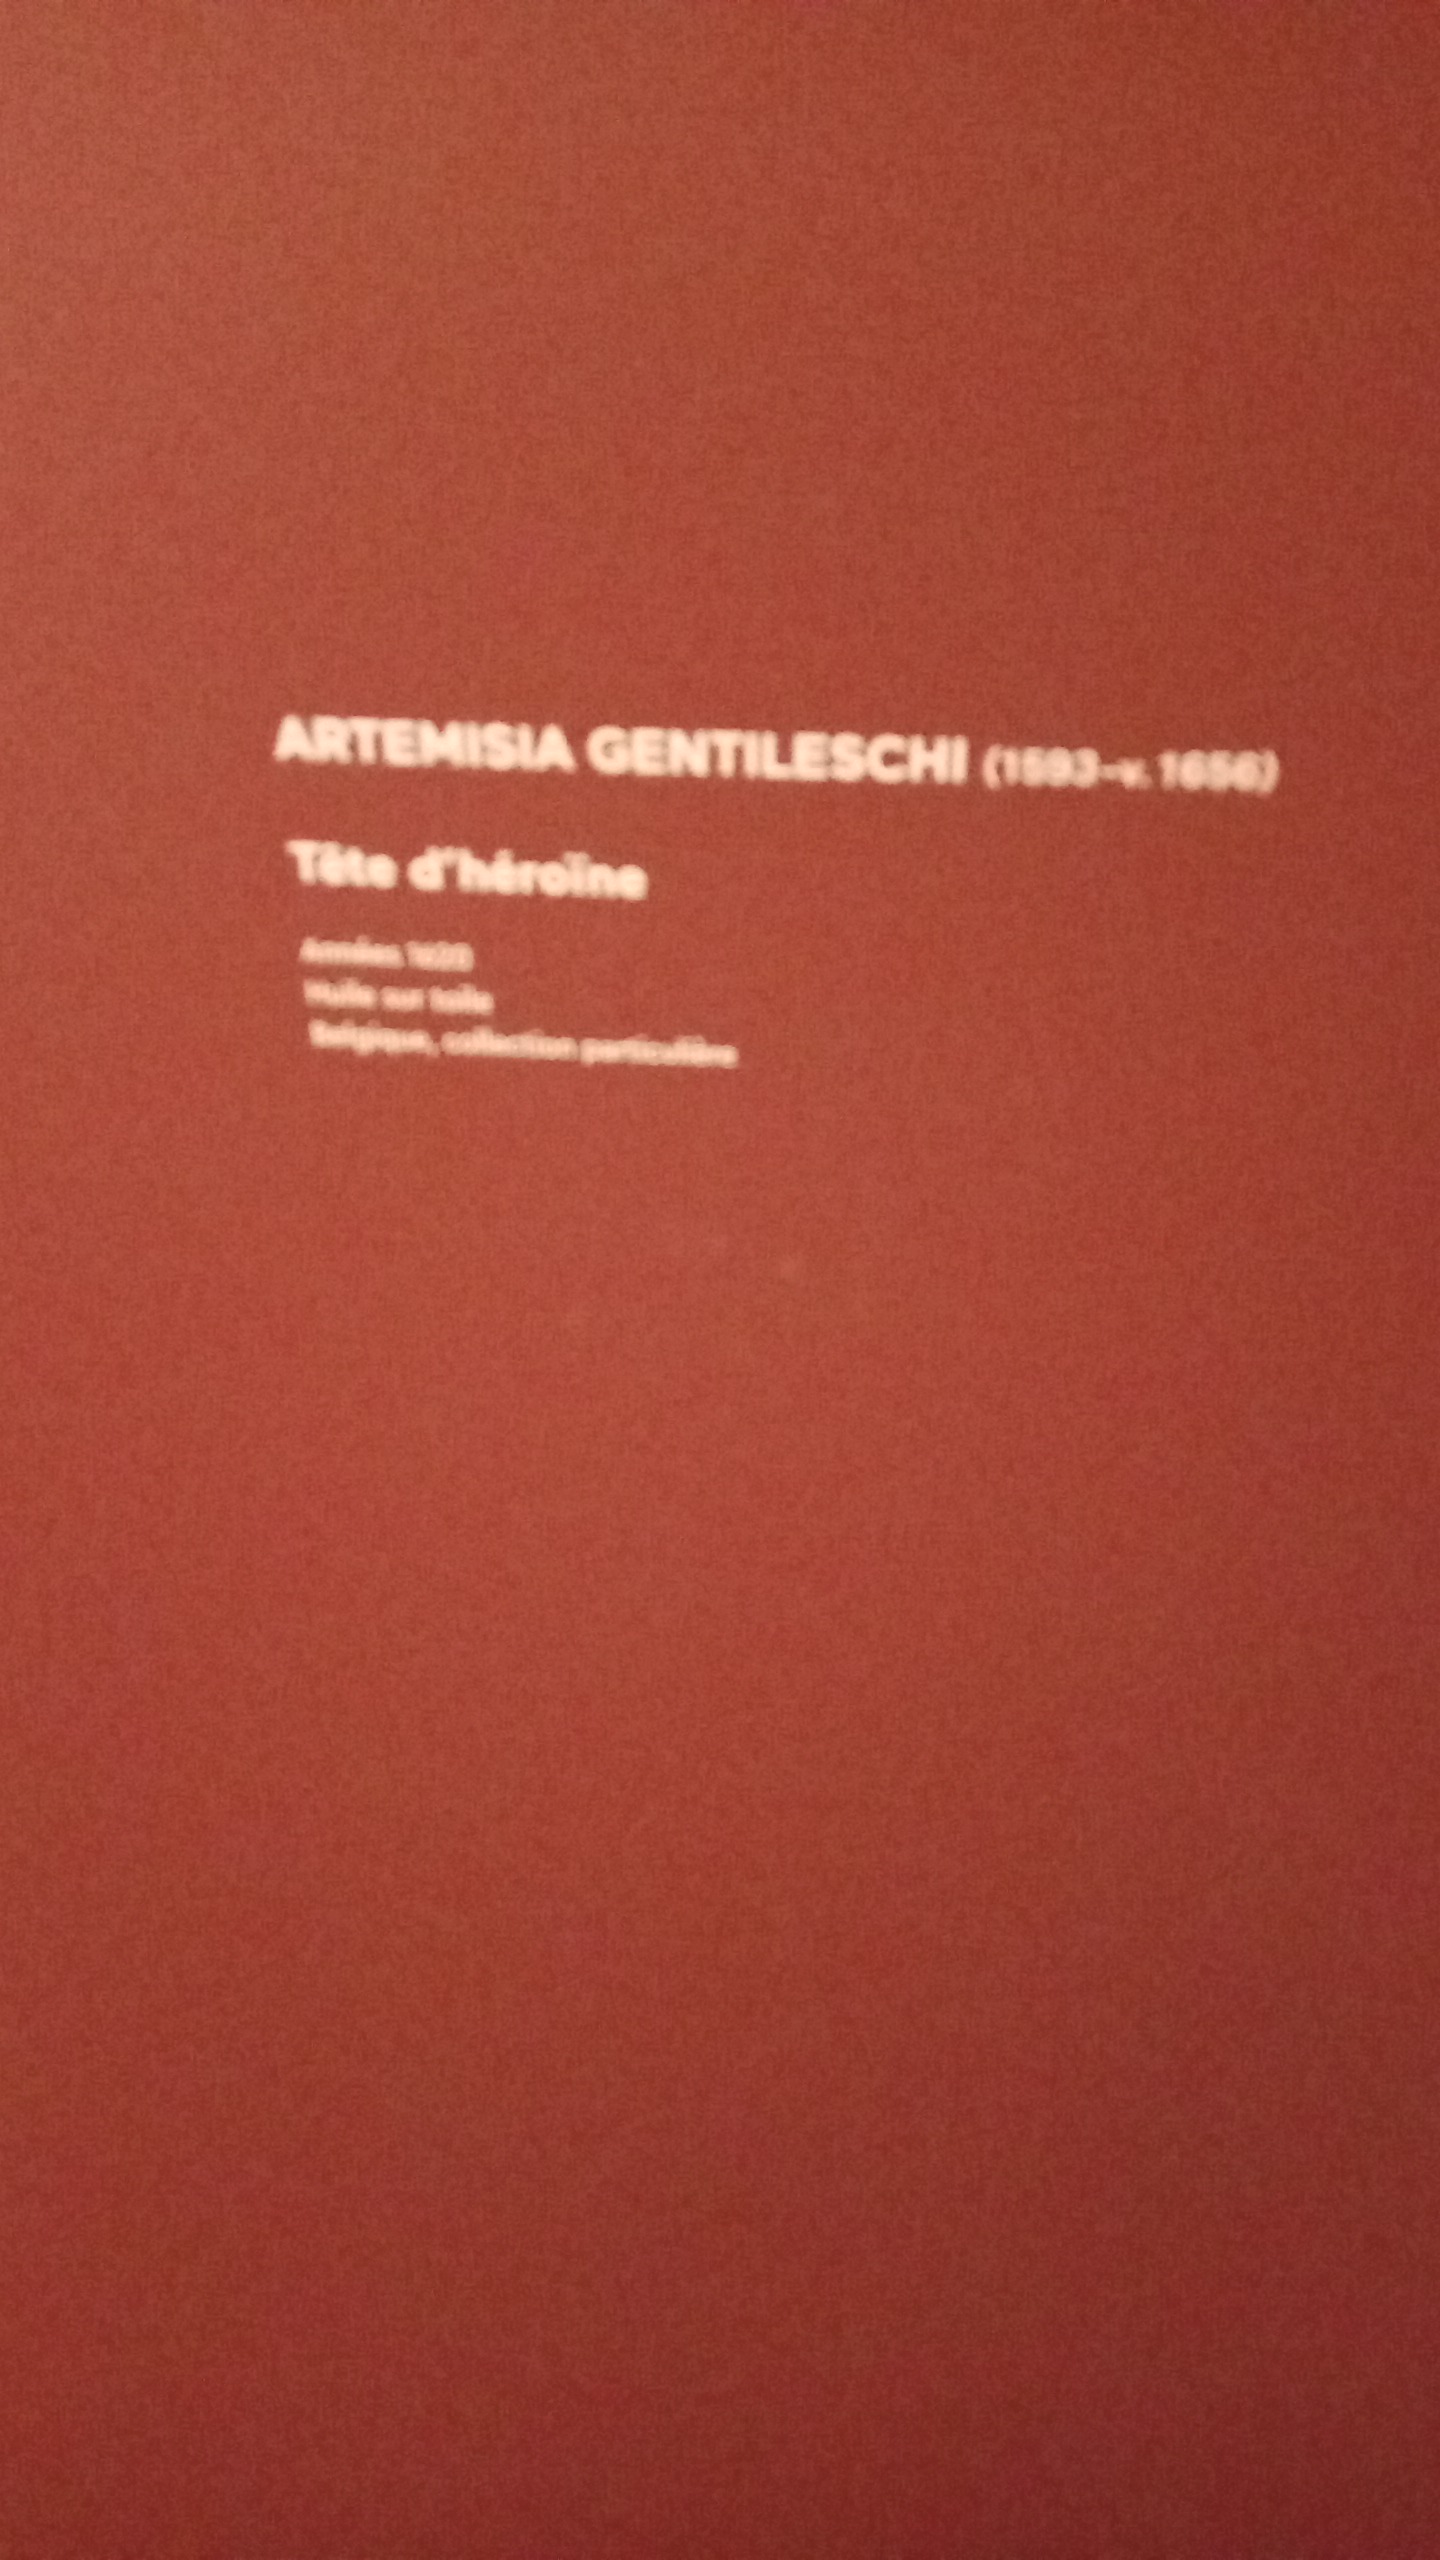 ARTEMISIA GENTILESCHI (1593–v. 1656)
Tête d'héroïne
Années 1620
Huile sur toile
Belgique, collection particulière